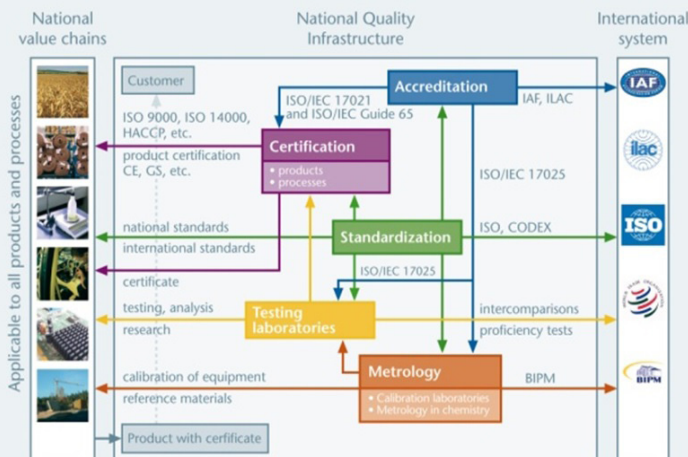 National
value chains
National Quality
Infrastructure
International
system
Applicable to all products and processes
Customer
Accreditation
IAF
IAF, ILAC
ISO/IEC 17021
and ISO/IEC Guide 65
ISO 9000, ISO 14000,
HACCP, etc.
Certification
• products
• processes
product certification
CE, GS, etc.
ilac
ISO/IEC 17025
national standards
Standardization
ISO, CODEX
ISO
international standards
ISO/IEC 17025
certificate
testing, analysis
Testing
laboratories
intercomparisons
research
proficiency tests
Metrology
• Calibration laboratories
• Metrology in chemistry
calibration of equipment
BIPM
BIPM
reference materials
Product with cerfificate